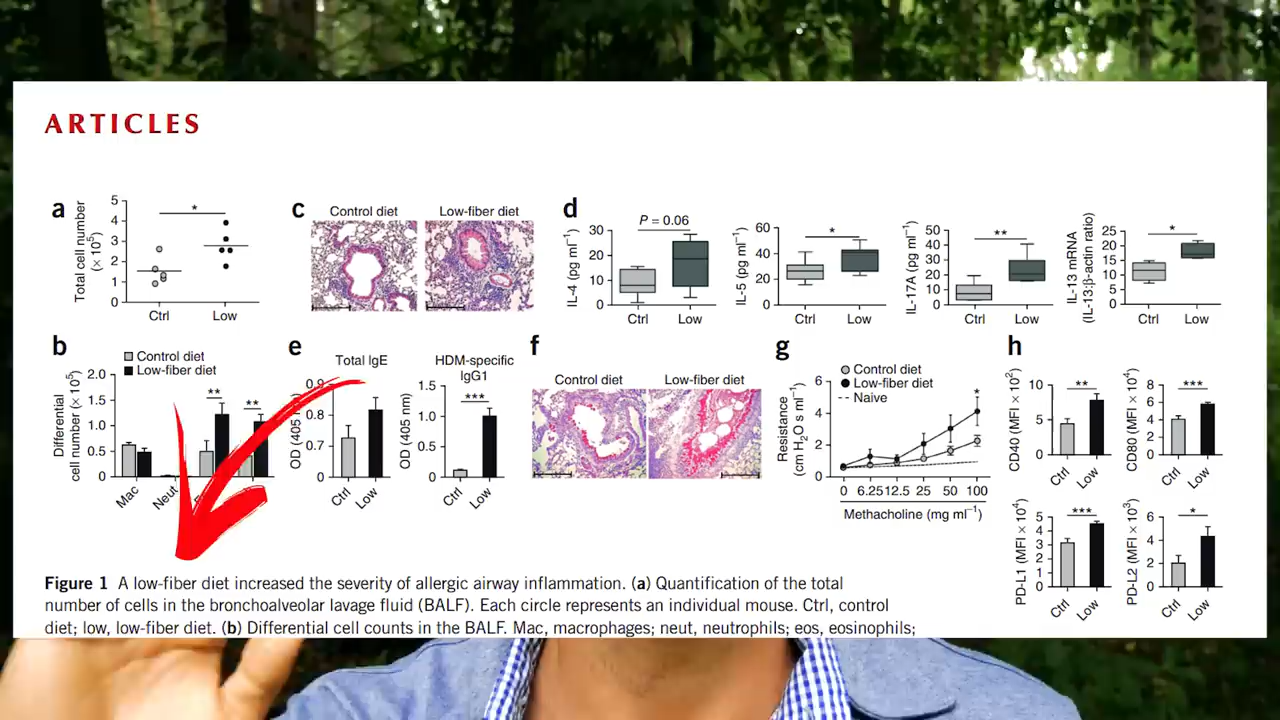 ARTICLES
a
Total cell number
(× 10⁵)
5
4
3
2
1
0
*
Ctrl
Low
c
Control diet
Low-fiber diet
d
P = 0.06
IL-4 (pg ml⁻¹)
30
20
10
0
Ctrl
Low
*
IL-5 (pg ml⁻¹)
60
40
20
0
Ctrl
Low
**
IL-17A (pg ml⁻¹)
50
40
30
20
10
0
Ctrl
Low
*
IL-13 mRNA
(IL-13:β-actin ratio)
25
20
15
10
5
0
Ctrl
Low
b
Control diet
Low-fiber diet
Differential
cell number (× 10⁵)
2.0
1.5
1.0
0.5
0
**
**
Mac
Neut
e
Total IgE
OD (405 nm)
0.9
0.8
0.7
0.6
Ctrl
Low
HDM-specific
IgG1
***
OD (405 nm)
1.5
1.0
0.5
0
Ctrl
Low
f
Control diet
Low-fiber diet
g
Control diet
Low-fiber diet
Naive
Resistance
(cm H₂O s ml⁻¹)
6
4
2
0
*
0 6.25 12.5 25 50 100
Methacholine (mg ml⁻¹)
h
CD40 (MFI × 10⁻²)
10
5
0
**
Ctrl
Low
CD80 (MFI × 10⁻⁴)
8
6
4
2
0
***
Ctrl
Low
PD-L1 (MFI × 10⁴)
5
4
3
2
1
0
***
Ctrl
Low
PD-L2 (MFI × 10³)
6
4
2
0
*
Ctrl
Low
Figure 1 A low-fiber diet increased the severity of allergic airway inflammation. (a) Quantification of the total
number of cells in the bronchoalveolar lavage fluid (BALF). Each circle represents an individual mouse. Ctrl, control
diet; low, low-fiber diet. (b) Differential cell counts in the BALF. Mac, macrophages; neut, neutrophils; eos, eosinophils;